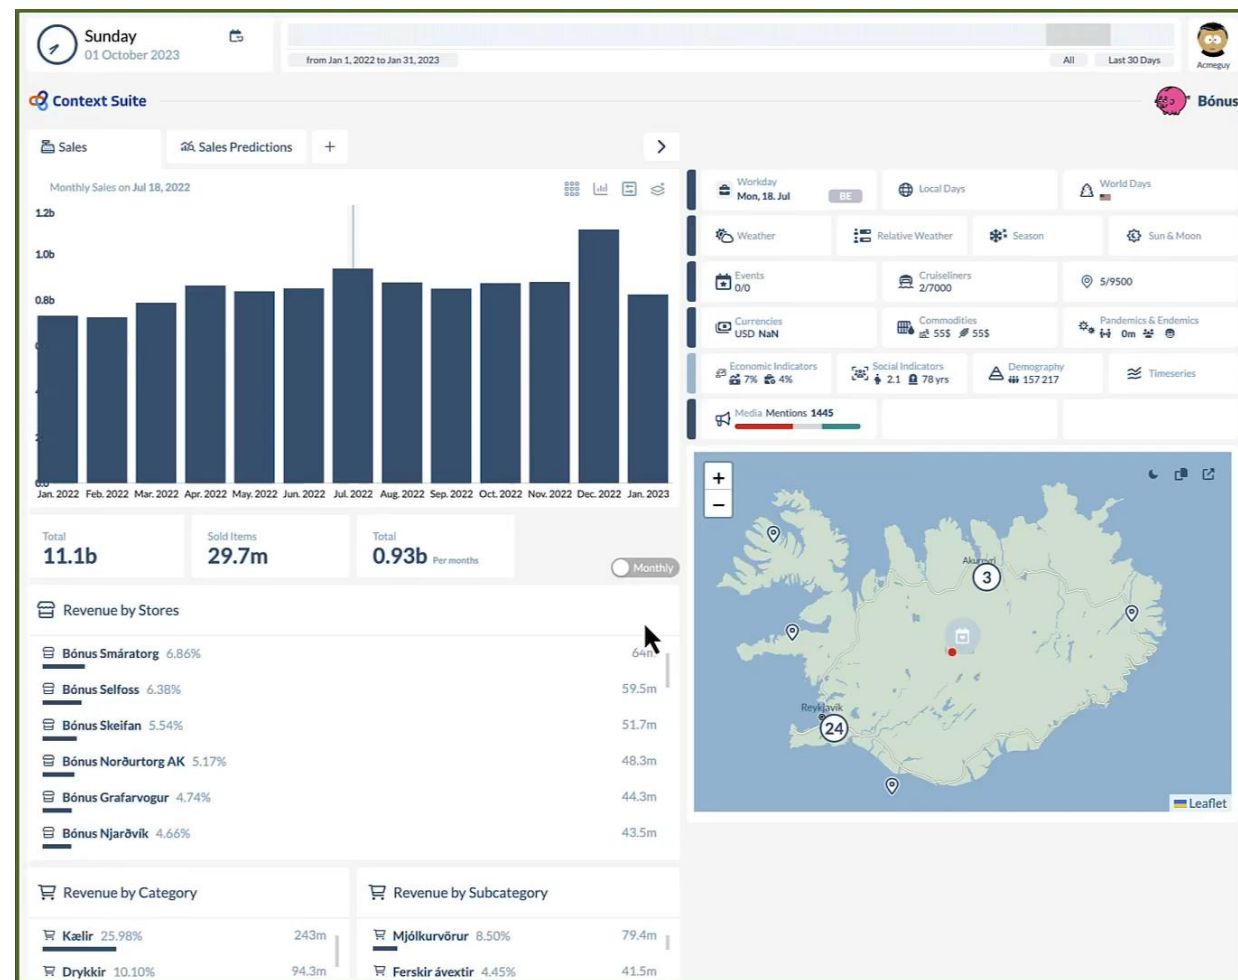 Sunday
01 October 2023
from Jan 1, 2022 to Jan 31, 2023
All
Last 30 Days
Acmeguy
Context Suite
Bónus
Sales
Sales Predictions
+
Monthly Sales on Jul 18, 2022
1.2b
1.0b
0.8b
0.0
Jan. 2022 Feb. 2022 Mar. 2022 Apr. 2022 May. 2022 Jun. 2022 Jul. 2022 Aug. 2022 Sep. 2022 Oct. 2022 Nov. 2022 Dec. 2022 Jan. 2023
Total
11.1b
Sold Items
29.7m
Total
0.93b Per months
Monthly
Revenue by Stores
Bónus Smáratorg 6.86% 64m
Bónus Selfoss 6.38% 59.5m
Bónus Skeifan 5.54% 51.7m
Bónus Norðurtorg AK 5.17% 48.3m
Bónus Grafarvogur 4.74% 44.3m
Bónus Njarðvík 4.66% 43.5m
Revenue by Category
Kælir 25.98% 243m
Drykkir 10.10% 94.3m
Revenue by Subcategory
Mjólkurvörur 8.50% 79.4m
Ferskir ávextir 4.45% 41.5m
Workday
Mon, 18. Jul
BE
Local Days
World Days
Weather
Relative Weather
Season
Sun & Moon
Events
0/0
Cruiseliners
2/7000
5/9500
Currencies
USD NaN
Commodities
55$ 55$
Pandemics & Endemics
0m
Economic Indicators
7% 4%
Social Indicators
2.1 78 yrs
Demography
157 217
Timeseries
Media Mentions 1445
+
−
Akureyri
3
Reykjavik
24
Leaflet